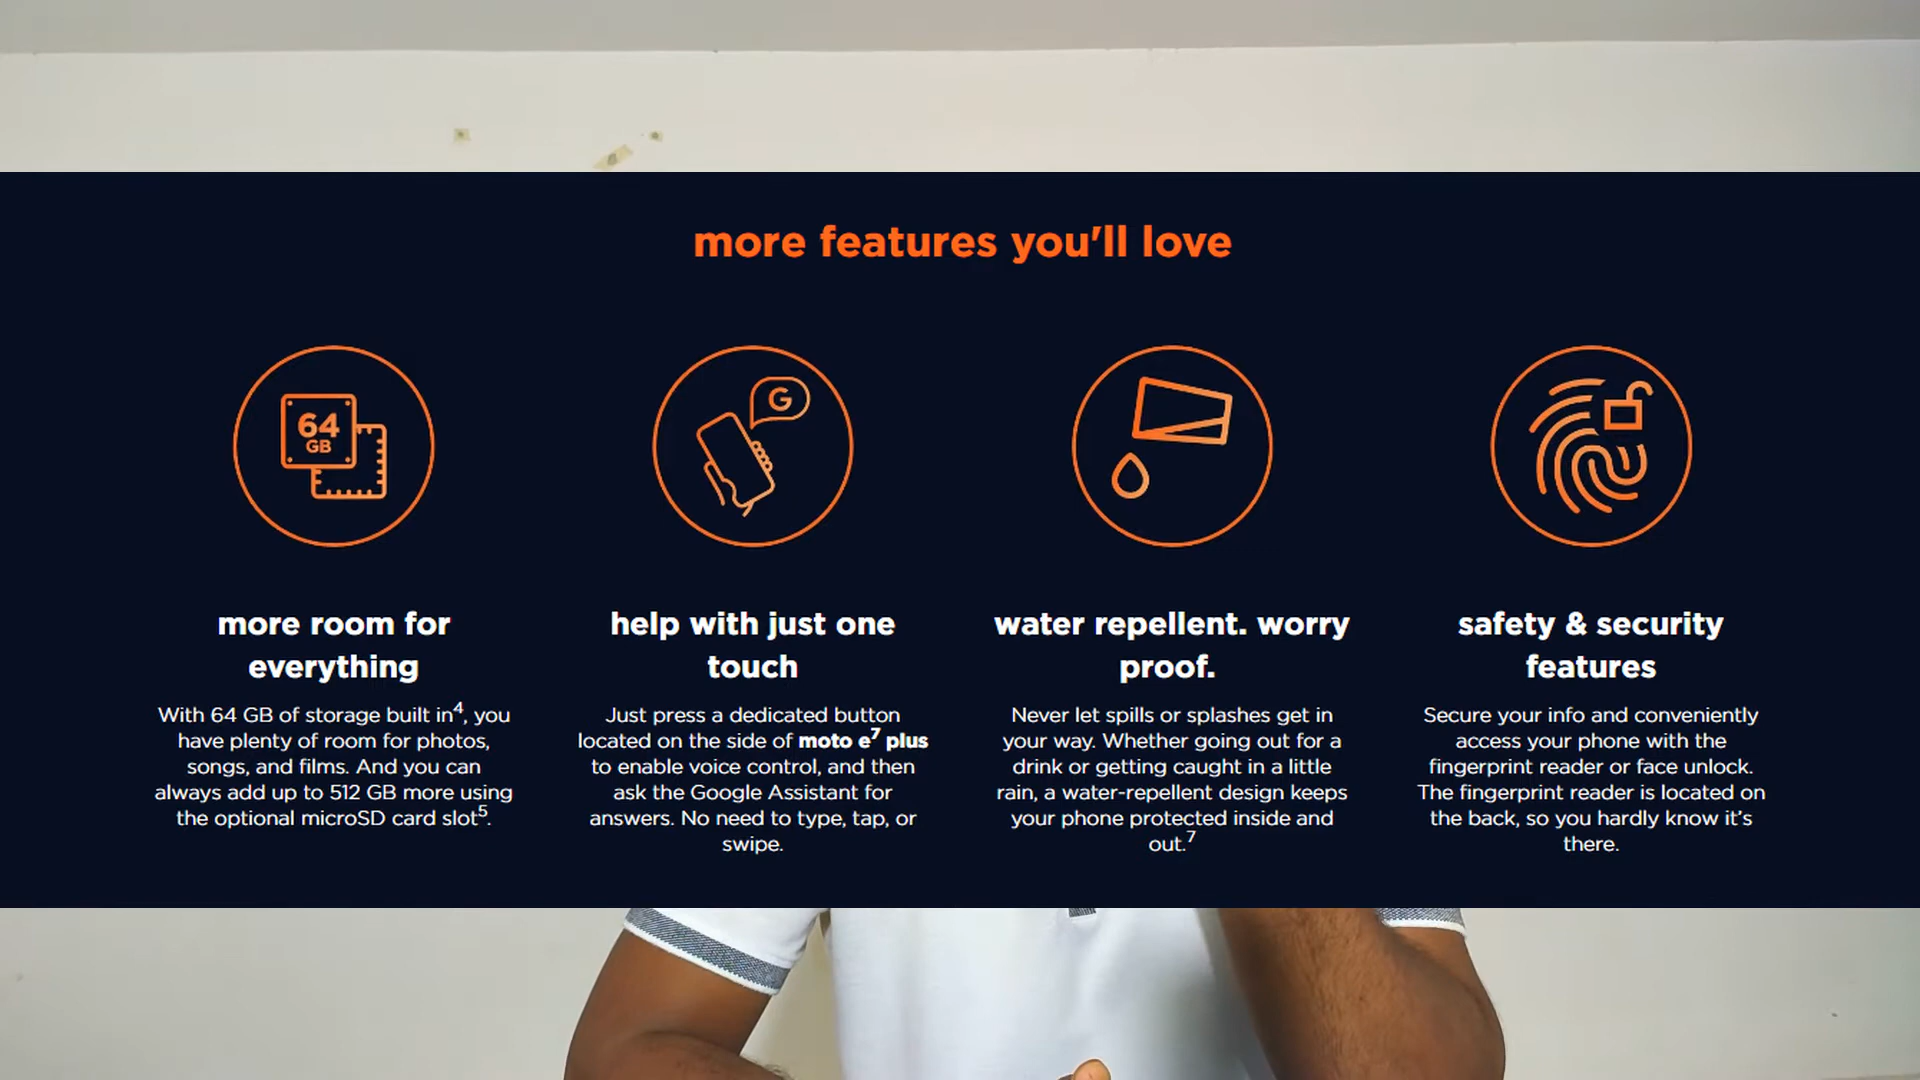 more features you'll love
64
GB
G
more room for
everything
With 64 GB of storage built in⁴, you
have plenty of room for photos,
songs, and films. And you can
always add up to 512 GB more using
the optional microSD card slot⁵.
help with just one
touch
Just press a dedicated button
located on the side of moto e⁷ plus
to enable voice control, and then
ask the Google Assistant for
answers. No need to type, tap, or
swipe.
water repellent. worry
proof.
Never let spills or splashes get in
your way. Whether going out for a
drink or getting caught in a little
rain, a water-repellent design keeps
your phone protected inside and
out.⁷
safety & security
features
Secure your info and conveniently
access your phone with the
fingerprint reader or face unlock.
The fingerprint reader is located on
the back, so you hardly know it’s
there.